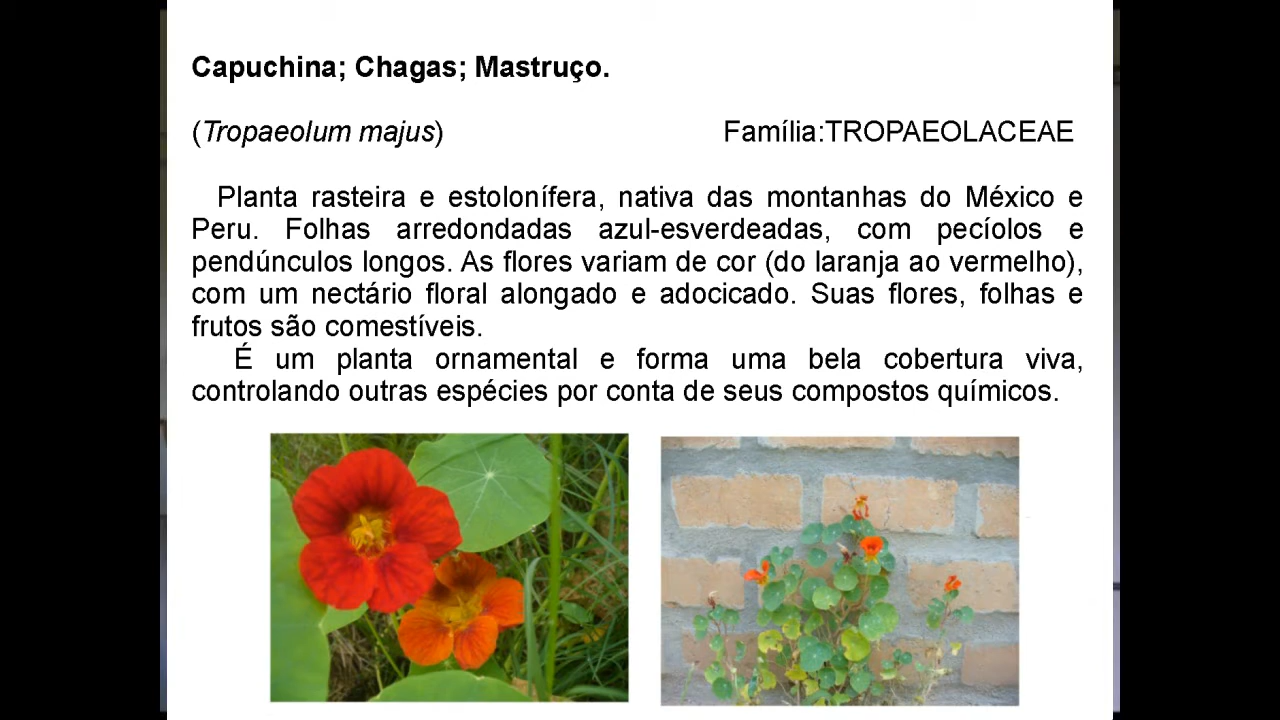 Capuchina; Chagas; Mastruço.
(Tropaeolum majus) Família:TROPAEOLACEAE
Planta rasteira e estolonífera, nativa das montanhas do México e
Peru. Folhas arredondadas azul-esverdeadas, com pecíolos e
pendúnculos longos. As flores variam de cor (do laranja ao vermelho),
com um nectário floral alongado e adocicado. Suas flores, folhas e
frutos são comestíveis.
É um planta ornamental e forma uma bela cobertura viva,
controlando outras espécies por conta de seus compostos químicos.